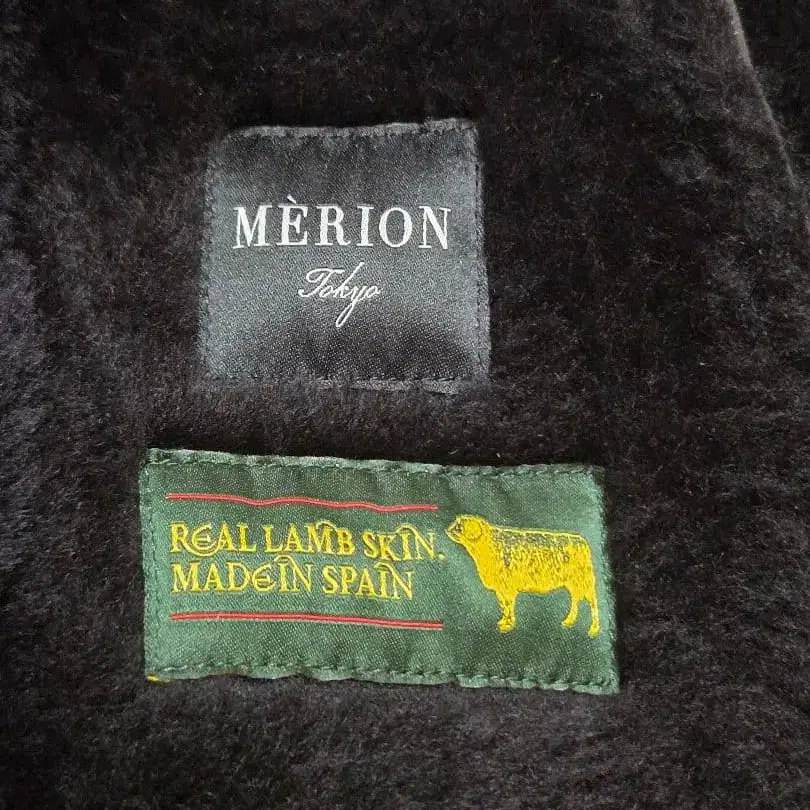 MÈRION
Tokyo
REAL LAMB SKIN.
MADE IN SPAIN